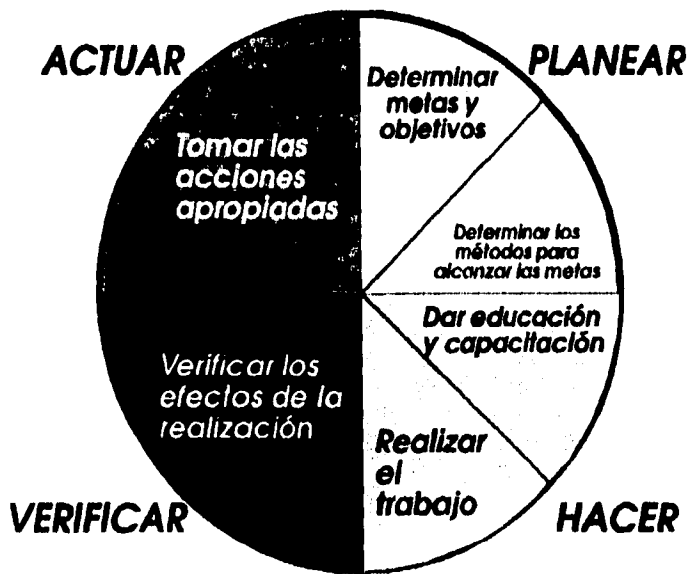 ACTUAR
PLANEAR
Determinar
metas y
objetivos
Tomar las
acciones
apropiadas
Determinar los
métodos para
alcanzar las metas
Dar educación
y capacitación
Verificar los
efectos de la
realización
Realizar
el
trabajo
VERIFICAR
HACER